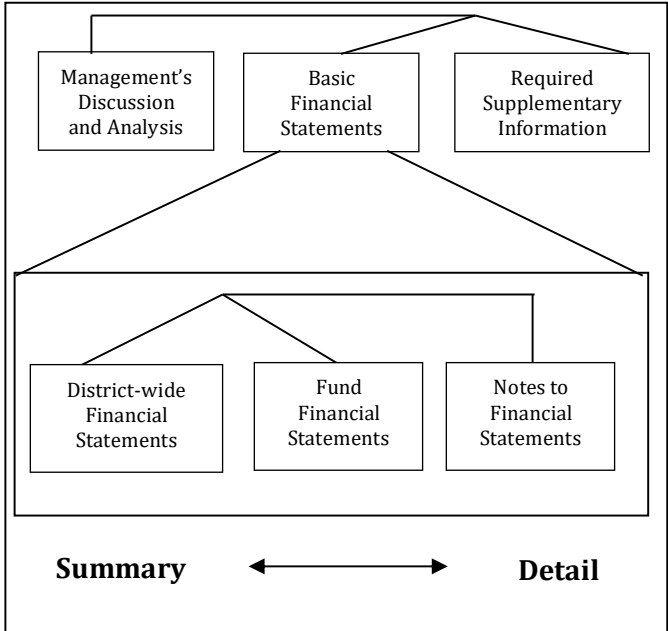 Management’s
Discussion
and Analysis
Basic
Financial
Statements
Required
Supplementary
Information
District-wide
Financial
Statements
Fund
Financial
Statements
Notes to
Financial
Statements
Summary
Detail